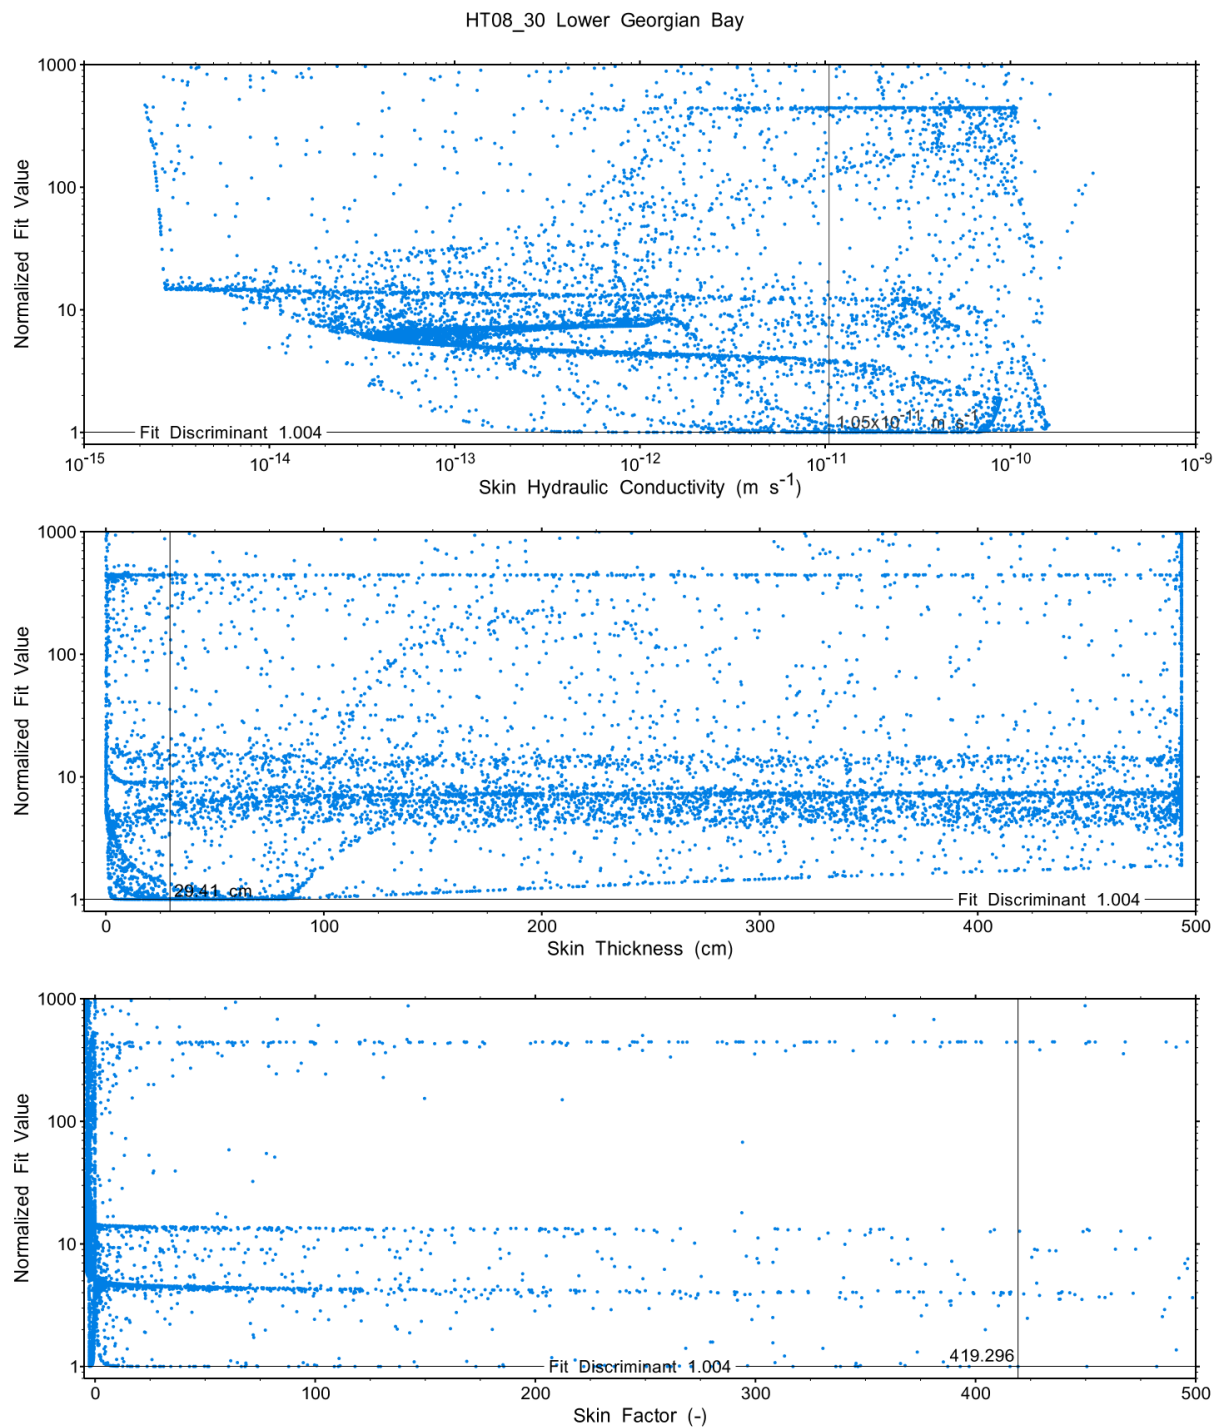 HT08_30 Lower Georgian Bay
1000
100
10
1
Normalized Fit Value
Fit Discriminant 1.004
1.05x10⁻¹¹ m s⁻¹
10⁻¹⁵ 10⁻¹⁴ 10⁻¹³ 10⁻¹² 10⁻¹¹ 10⁻¹⁰ 10⁻⁹
Skin Hydraulic Conductivity (m s⁻¹)
1000
100
10
1
Normalized Fit Value
29.41 cm
Fit Discriminant 1.004
0 100 200 300 400 500
Skin Thickness (cm)
1000
100
10
1
Normalized Fit Value
419.296
Fit Discriminant 1.004
0 100 200 300 400 500
Skin Factor (-)